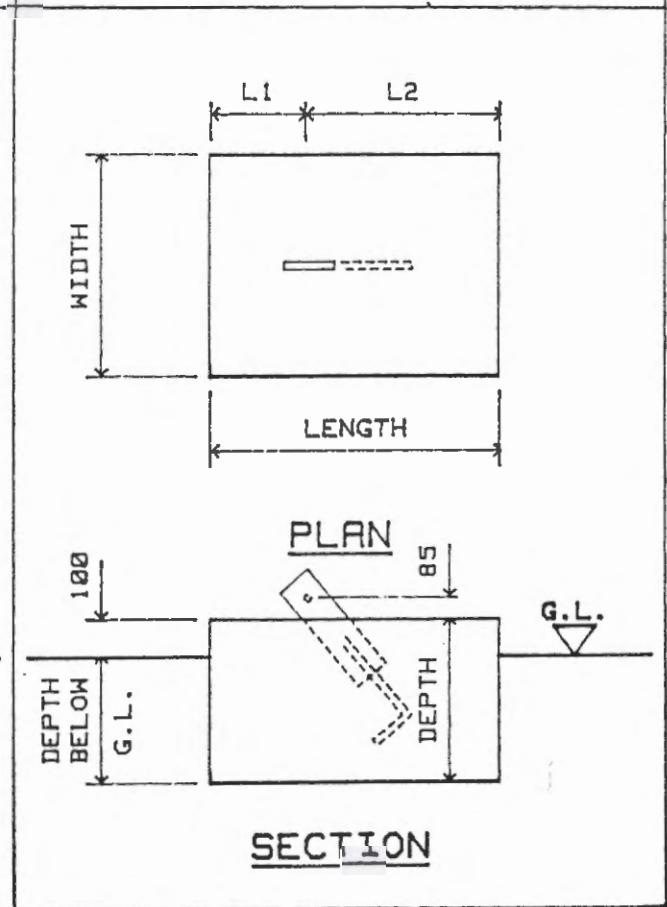 L1 L2
WIDTH
LENGTH
PLAN
100
85
G.L.
DEPTH
BELOW
G.L.
DEPTH
SECTION